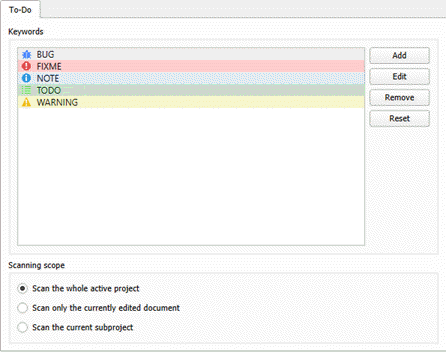 To-Do
Keywords
BUG
FIXME
NOTE
TODO
WARNING
Add
Edit
Remove
Reset
Scanning scope
Scan the whole active project
Scan only the currently edited document
Scan the current subproject